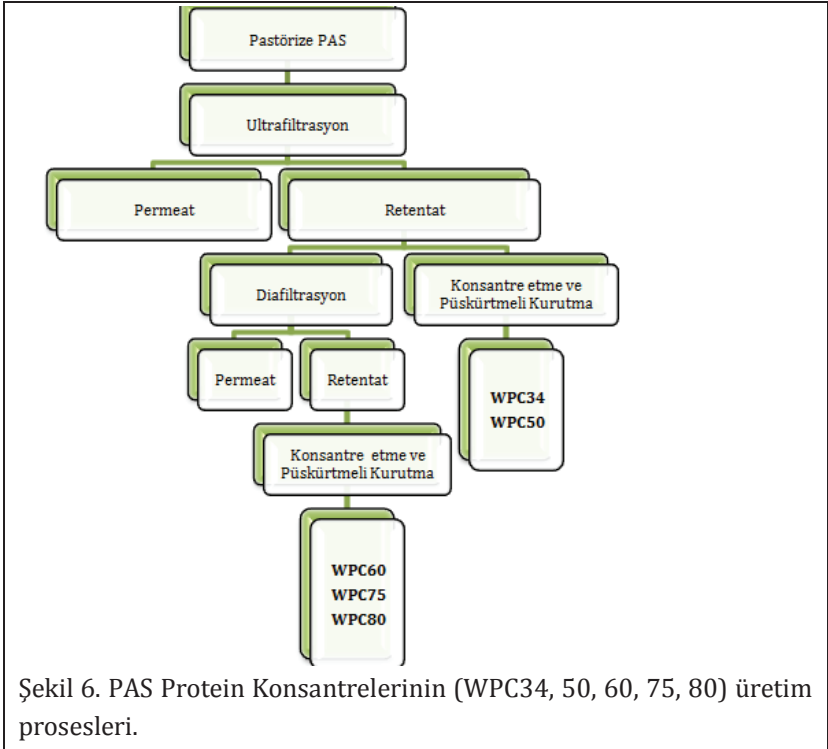 Pastörize PAS
Ultrafiltrasyon
Permeat
Retentat
Diafiltrasyon
Konsantre etme ve
Püskürtmeli Kurutma
Permeat
Retentat
WPC34
WPC50
Konsantre etme ve
Püskürtmeli Kurutma
WPC60
WPC75
WPC80
Şekil 6. PAS Protein Konsantrelerinin (WPC34, 50, 60, 75, 80) üretim
prosesleri.